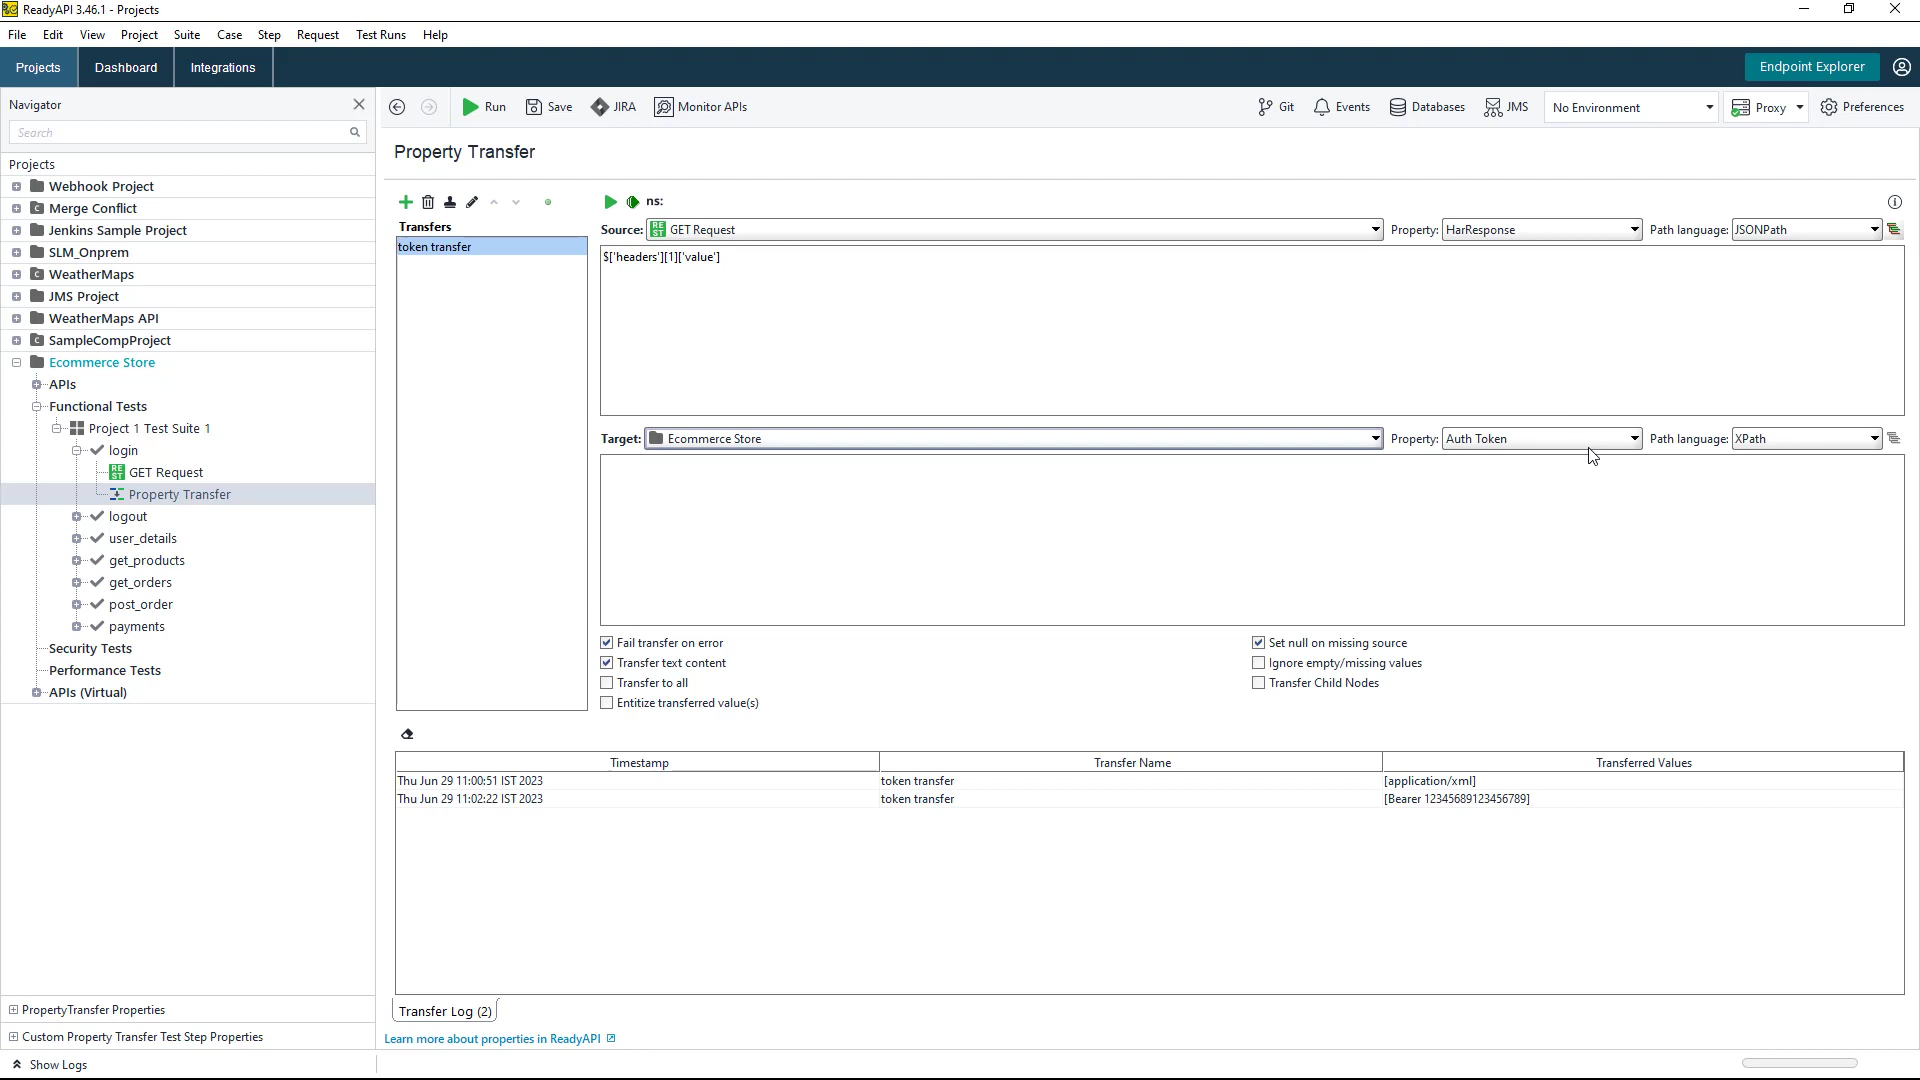 ReadyAPI 3.46.1 - Projects
File Edit View Project Suite Case Step Request Test Runs Help
Projects Dashboard Integrations Endpoint Explorer
Navigator
Run Save JIRA Monitor APIs Git Events Databases JMS No Environment Proxy Preferences
Search
Projects
Webhook Project
Merge Conflict
Jenkins Sample Project
SLM_Onprem
WeatherMaps
JMS Project
WeatherMaps API
SampleCompProject
Ecommerce Store
APIs
Functional Tests
Project 1 Test Suite 1
login
GET Request
Property Transfer
logout
user_details
get_products
get_orders
post_order
payments
Security Tests
Performance Tests
APIs (Virtual)
PropertyTransfer Properties
Custom Property Transfer Test Step Properties
Show Logs
Property Transfer
ns:
Transfers
token transfer
Source: REST GET Request Property: HarResponse Path language: JSONPath
$['headers'][1]['value']
Target: Ecommerce Store Property: Auth Token Path language: XPath
Fail transfer on error Set null on missing source
Transfer text content Ignore empty/missing values
Transfer to all Transfer Child Nodes
Entitize transferred value(s)
Timestamp Transfer Name Transferred Values
Thu Jun 29 11:00:51 IST 2023 token transfer [application/xml]
Thu Jun 29 11:02:22 IST 2023 token transfer [Bearer 12345689123456789]
Transfer Log (2)
Learn more about properties in ReadyAPI